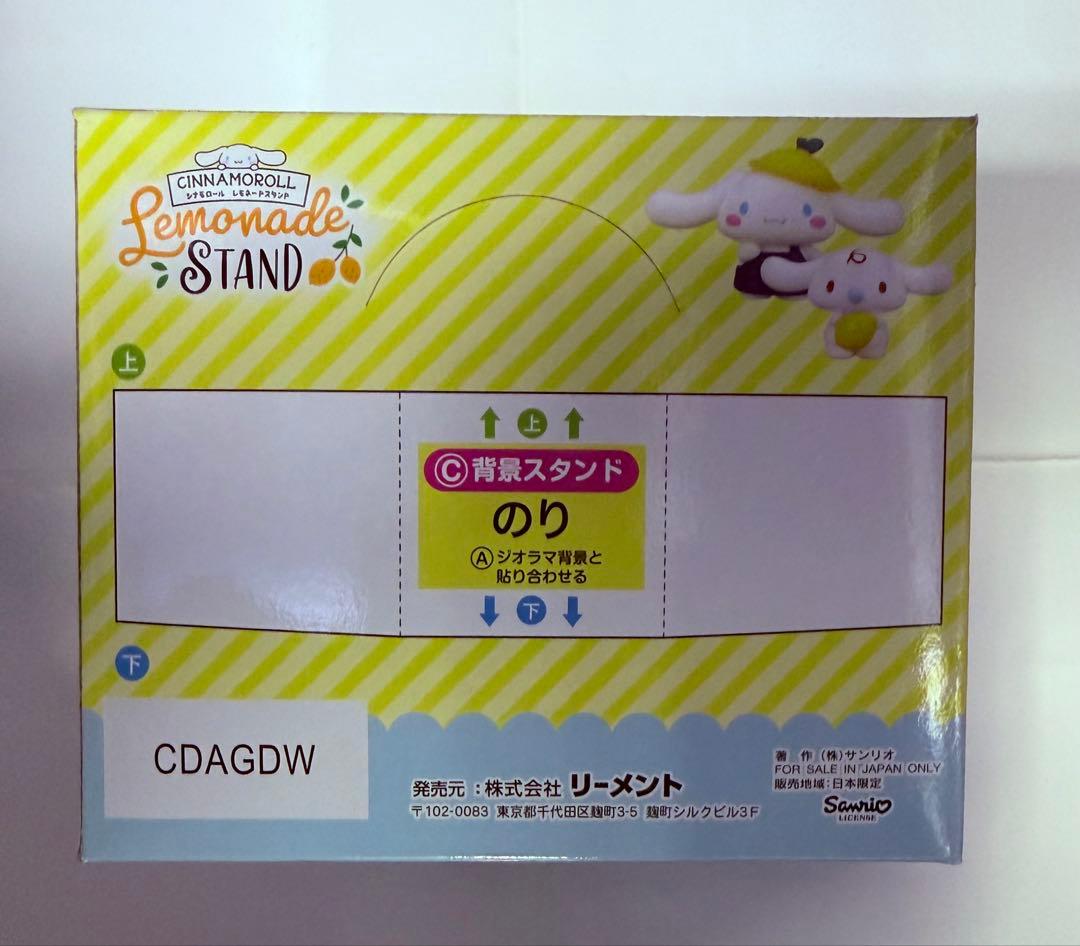 CINNAMOROLL
シナモロール レモネードスタンド
Lemonade
STAND
上
上
Ⓒ背景スタンド
のり
Ⓐジオラマ背景と
貼り合わせる
下
下
CDAGDW
発売元：株式会社 リーメント
〒102-0083 東京都千代田区麹町3-5 麹町シルクビル3F
著 作 (株)サンリオ
FOR SALE IN JAPAN ONLY
販売地域：日本限定
Sanrio
LICENSE